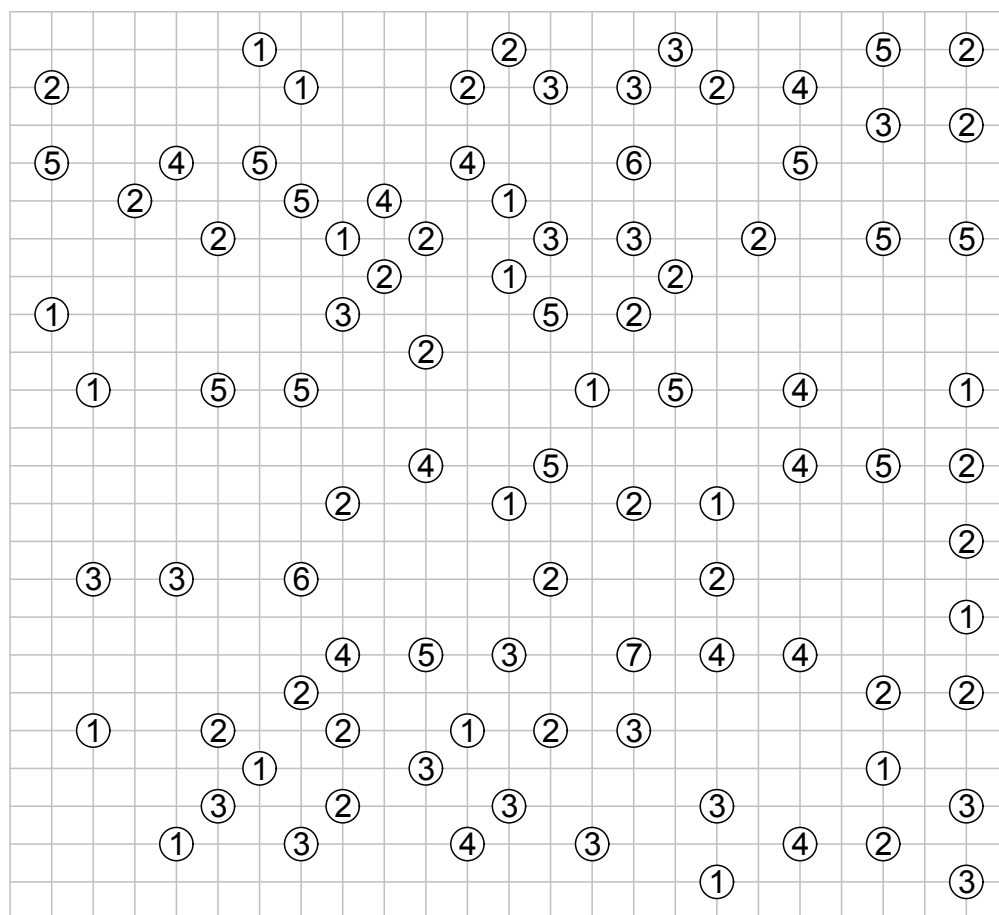 1 2 3 5 2
2 1 2 3 3 2 4
3 2
5 4 5 4 6 5
2 5 4 1
2 1 2 3 3 2 5 5
2 1 2
1 3 5 2
2
1 5 5 1 5 4 1
4 5 4 5 2
2 1 2 1
2
3 3 6 2 2
1
4 5 3 7 4 4
2 2 2
1 2 2 1 2 3
1 3 1
3 2 3 3 3
1 3 4 3 4 2
1 3